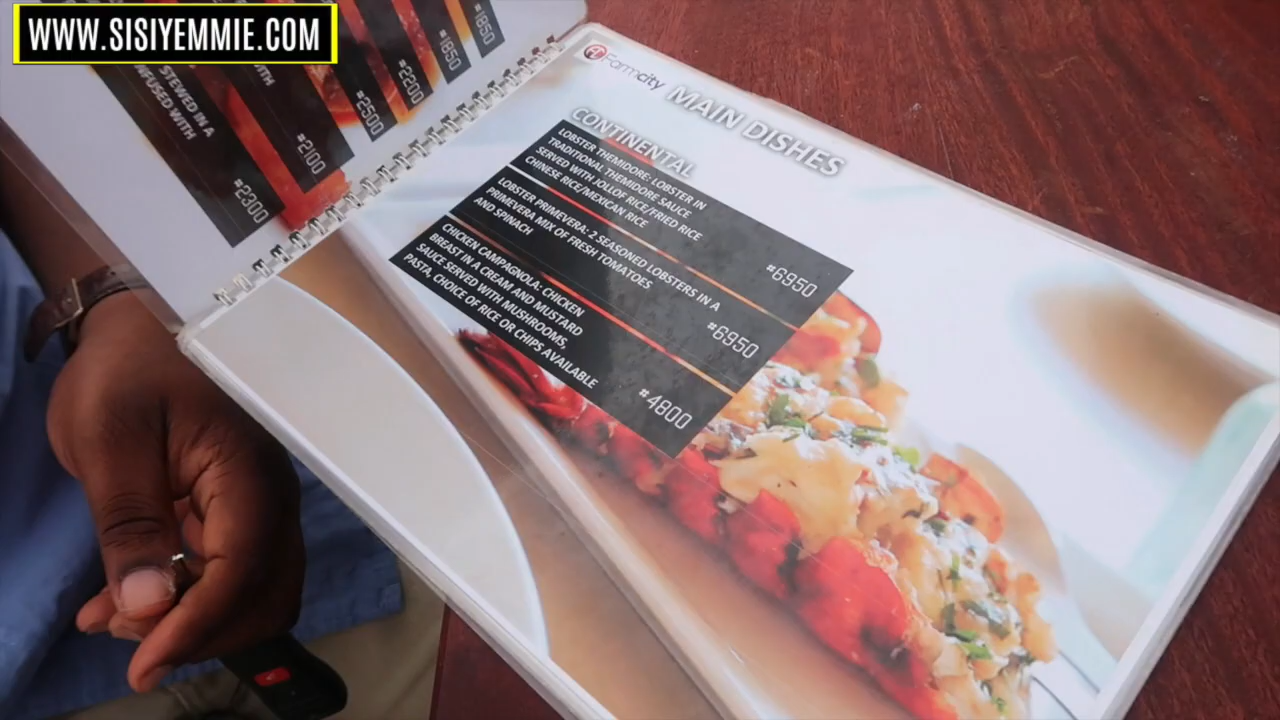 WWW.SISIYEMMIE.COM
STEWED IN A
INFUSED WITH
WITH
#2300
#2100
#2500
#2200
#1850
#1850
Farmcity
MAIN DISHES
CONTINENTAL
LOBSTER THEMIDORE: LOBSTER IN
TRADITIONAL THEMIDORE SAUCE
SERVED WITH JOLLOF RICE/FRIED RICE
CHINESE RICE/MEXICAN RICE
#6950
LOBSTER PRIMEVERA: 2 SEASONED LOBSTERS IN A
PRIMEVERA MIX OF FRESH TOMATOES
AND SPINACH
#6950
CHICKEN CAMPAGNOLA: CHICKEN
BREAST IN A CREAM AND MUSTARD
SAUCE SERVED WITH MUSHROOMS,
PASTA, CHOICE OF RICE OR CHIPS AVAILABLE
#4800